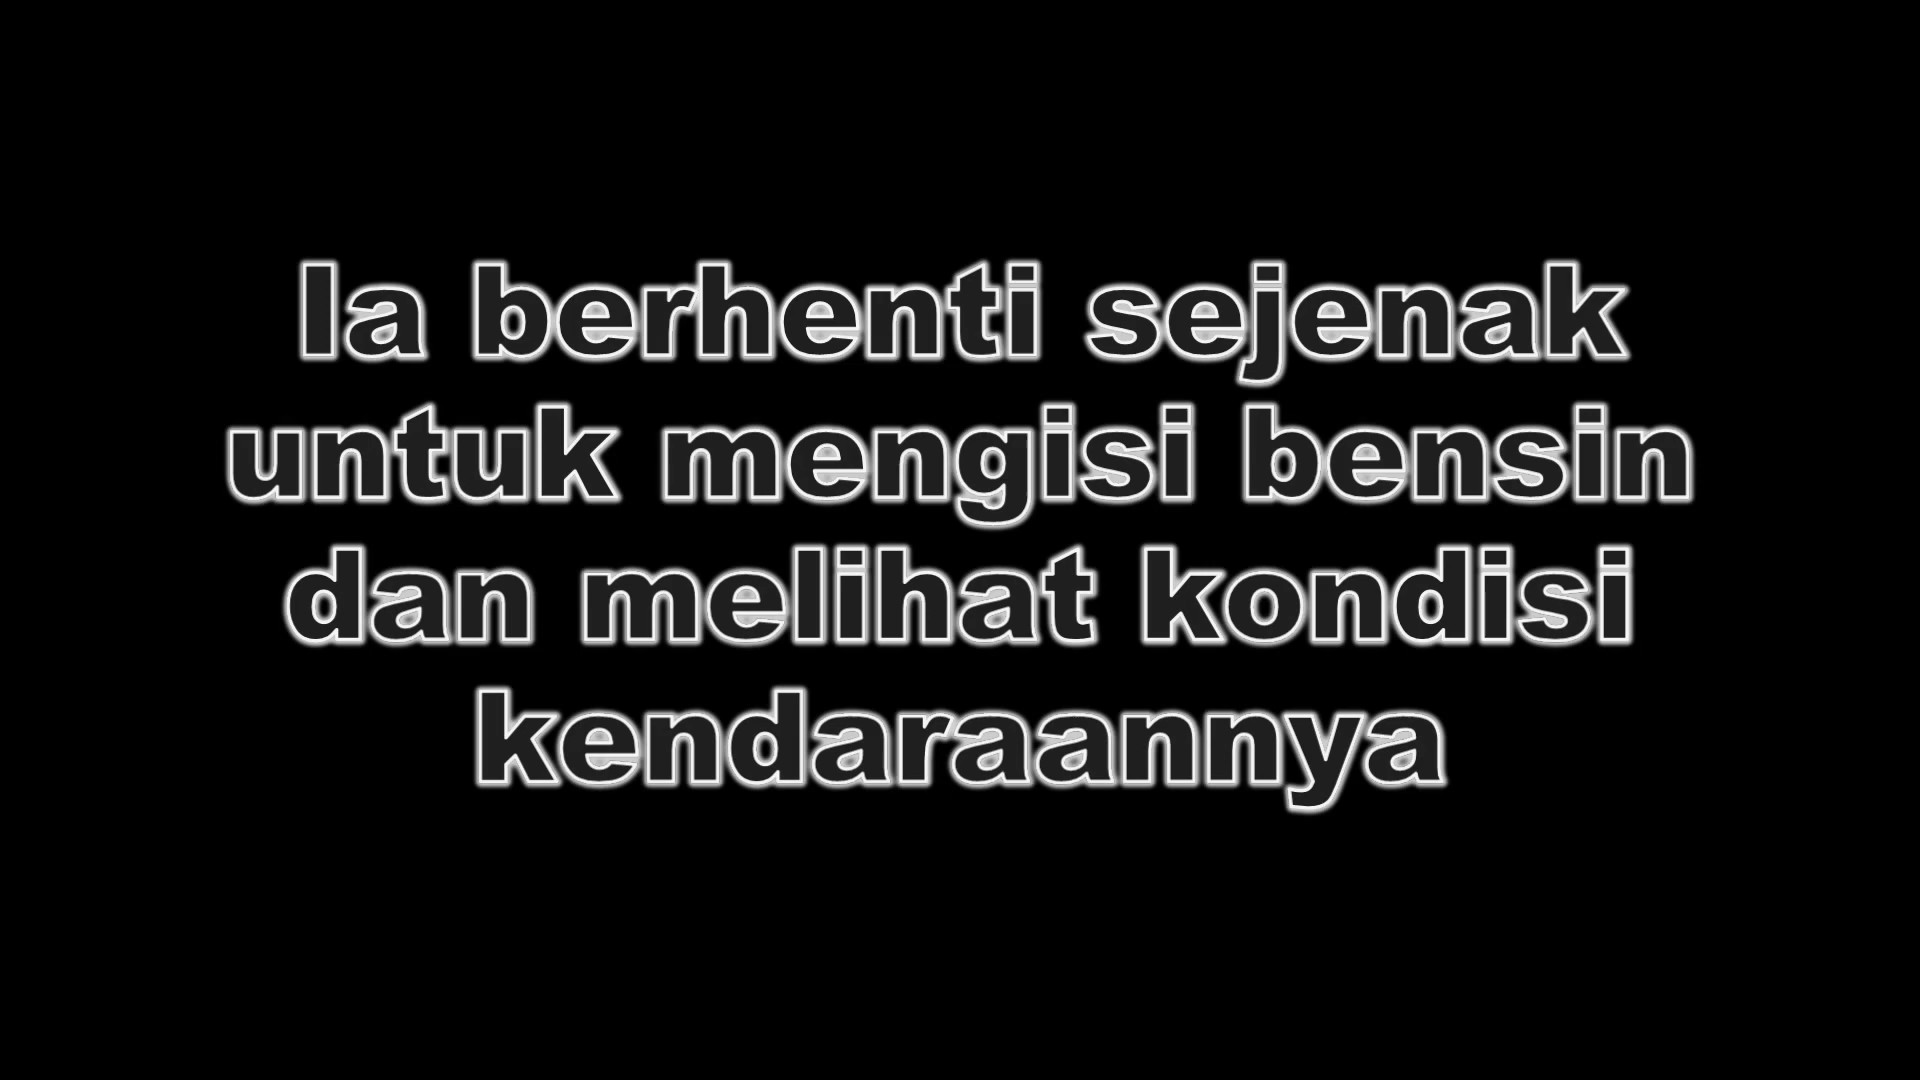 Ia berhenti sejenak
untuk mengisi bensin
dan melihat kondisi
kendaraannya